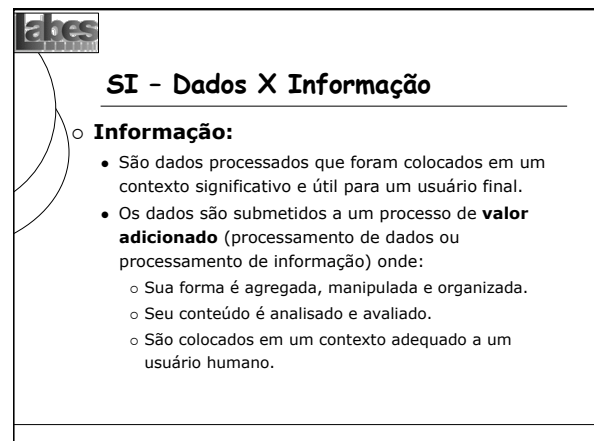 Labes
SI – Dados X Informação
○ Informação:
• São dados processados que foram colocados em um
contexto significativo e útil para um usuário final.
• Os dados são submetidos a um processo de valor
adicionado (processamento de dados ou
processamento de informação) onde:
○ Sua forma é agregada, manipulada e organizada.
○ Seu conteúdo é analisado e avaliado.
○ São colocados em um contexto adequado a um
usuário humano.